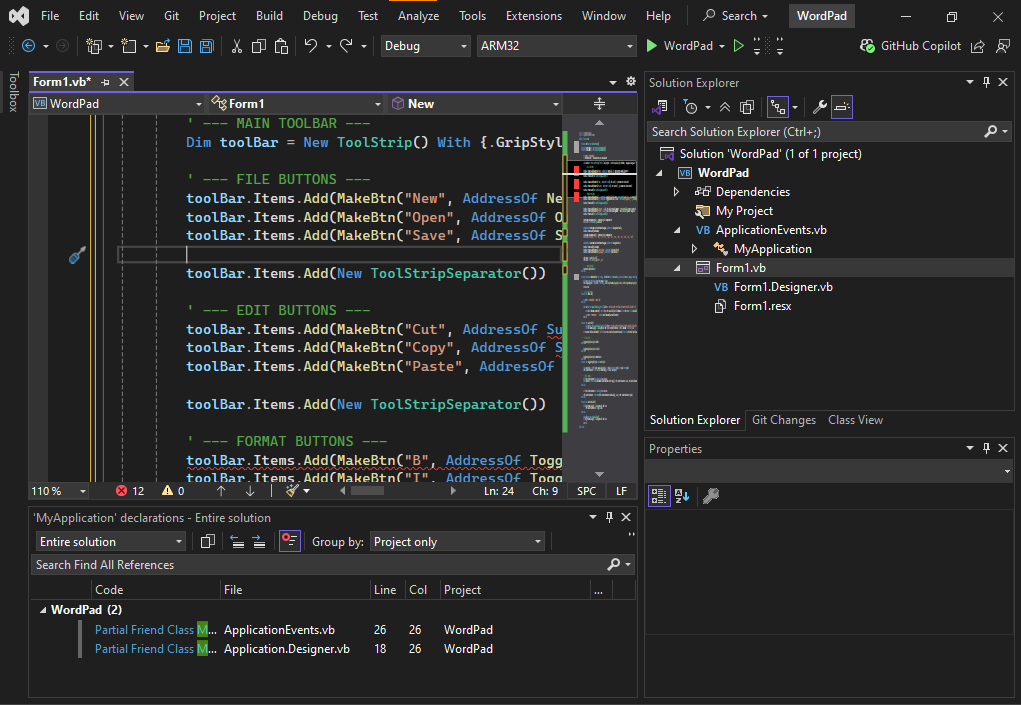 File Edit View Git Project Build Debug Test Analyze Tools Extensions Window Help Search WordPad
Debug ARM32 WordPad GitHub Copilot
Toolbox
Form1.vb*
VB WordPad Form1 New
' --- MAIN TOOLBAR ---
Dim toolBar = New ToolStrip() With {.GripStyl
' --- FILE BUTTONS ---
toolBar.Items.Add(MakeBtn("New", AddressOf Ne
toolBar.Items.Add(MakeBtn("Open", AddressOf O
toolBar.Items.Add(MakeBtn("Save", AddressOf S
toolBar.Items.Add(New ToolStripSeparator())
' --- EDIT BUTTONS ---
toolBar.Items.Add(MakeBtn("Cut", AddressOf Su
toolBar.Items.Add(MakeBtn("Copy", AddressOf S
toolBar.Items.Add(MakeBtn("Paste", AddressOf
toolBar.Items.Add(New ToolStripSeparator())
' --- FORMAT BUTTONS ---
toolBar.Items.Add(MakeBtn("B", AddressOf Togg
toolBar.Items.Add(MakeBtn("I", AddressOf Togg
110 % 12 0 Ln: 24 Ch: 9 SPC LF
'MyApplication' declarations - Entire solution
Entire solution Group by: Project only
Search Find All References
Code File Line Col Project ...
WordPad (2)
Partial Friend Class M... ApplicationEvents.vb 26 26 WordPad
Partial Friend Class M... Application.Designer.vb 18 26 WordPad
Solution Explorer
Search Solution Explorer (Ctrl+;)
Solution 'WordPad' (1 of 1 project)
VB WordPad
Dependencies
My Project
VB ApplicationEvents.vb
MyApplication
Form1.vb
VB Form1.Designer.vb
Form1.resx
Solution Explorer Git Changes Class View
Properties